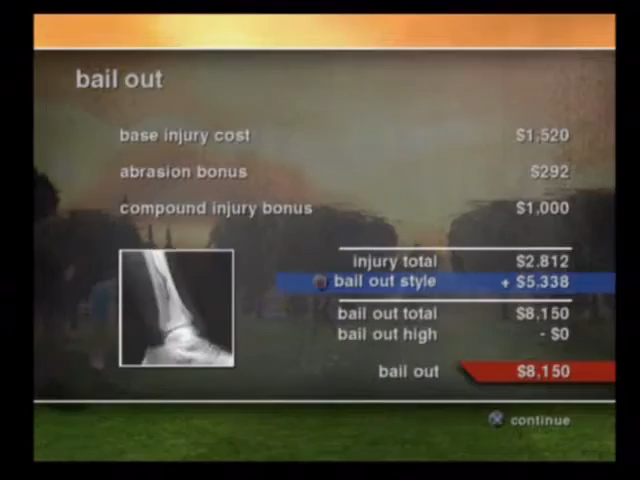 bail out
base injury cost $1,520
abrasion bonus $292
compound injury bonus $1,000
injury total $2.812
bail out style + $5,338
bail out total $8,150
bail out high - $0
bail out $8,150
continue